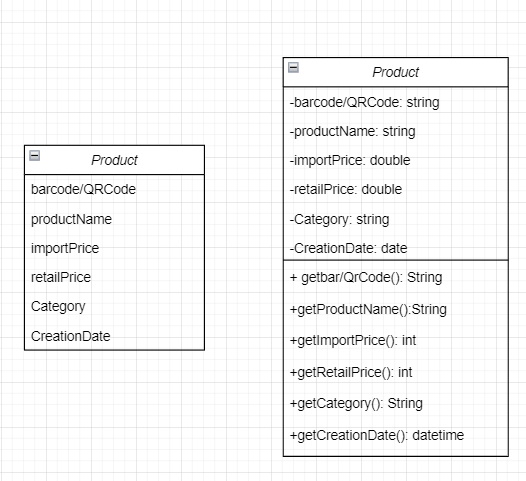 Product
barcode/QRCode
productName
importPrice
retailPrice
Category
CreationDate
Product
-barcode/QRCode: string
-productName: string
-importPrice: double
-retailPrice: double
-Category: string
-CreationDate: date
+ getbar/QrCode(): String
+getProductName():String
+getImportPrice(): int
+getRetailPrice(): int
+getCategory(): String
+getCreationDate(): datetime